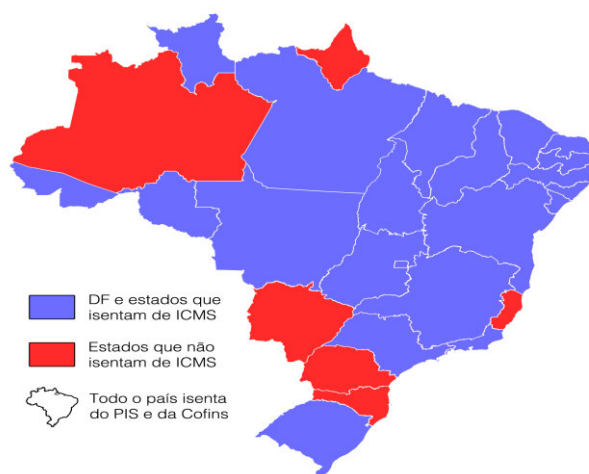 DF e estados que
isentam de ICMS
Estados que não
isentam de ICMS
Todo o país isenta
do PIS e da Cofins